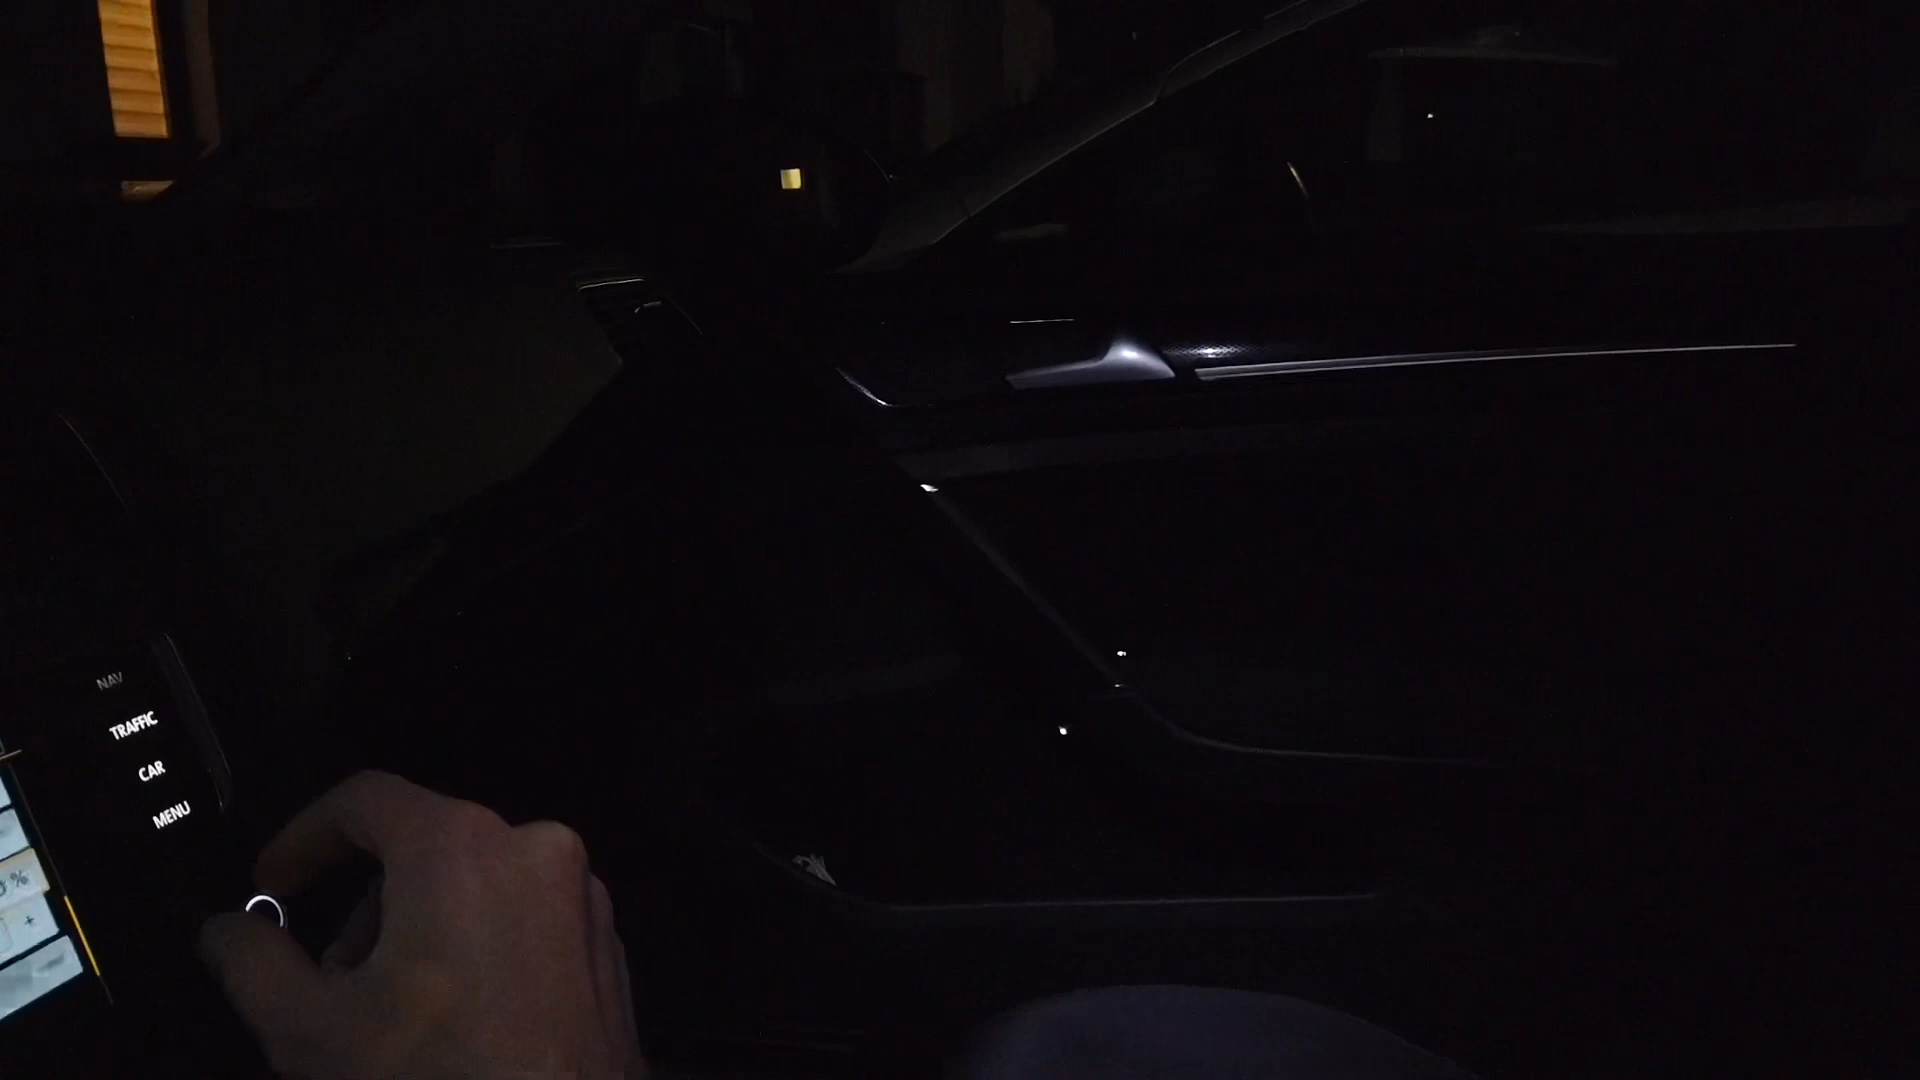 NAV
TRAFFIC
CAR
MENU
%
+